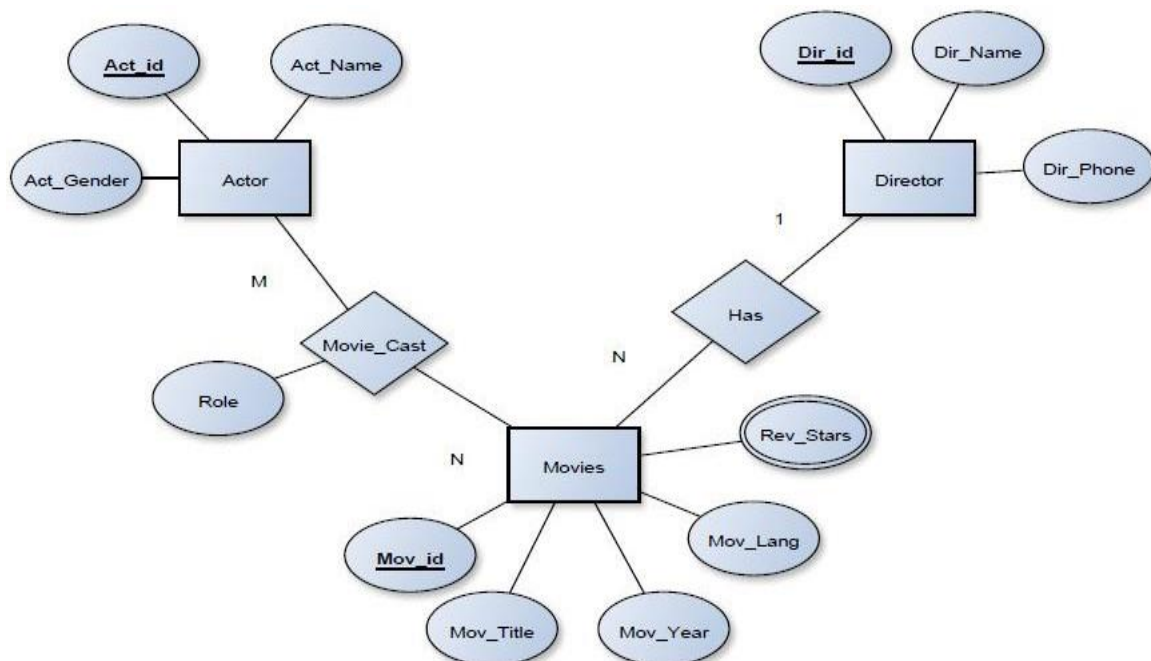 Act_id
Act_Name
Dir_id
Dir_Name
Act_Gender
Actor
Director
Dir_Phone
1
M
Has
Movie_Cast
N
Role
Rev_Stars
N
Movies
Mov_id
Mov_Lang
Mov_Title
Mov_Year